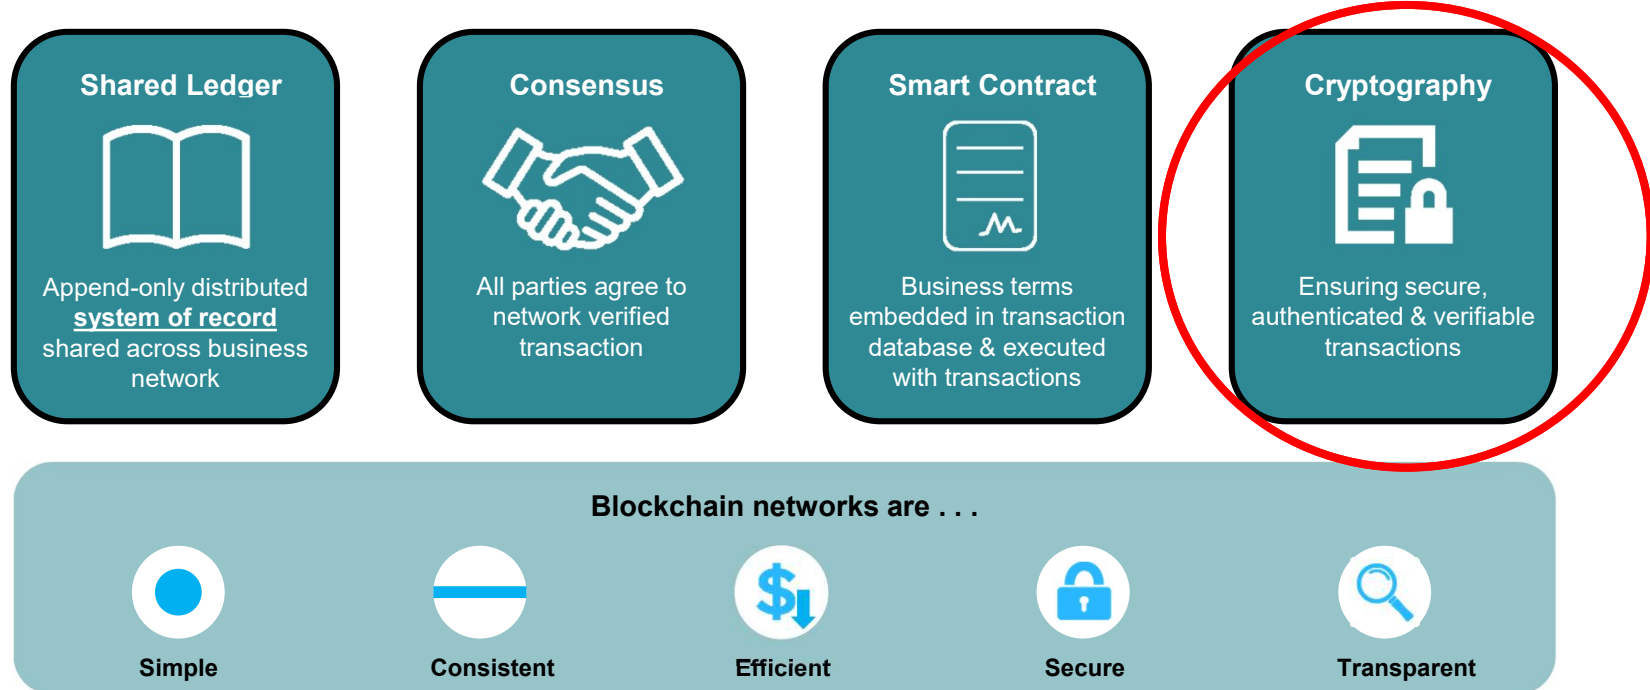 Shared Ledger
Append-only distributed
system of record
shared across business
network
Consensus
All parties agree to
network verified
transaction
Smart Contract
Business terms
embedded in transaction
database & executed
with transactions
Cryptography
Ensuring secure,
authenticated & verifiable
transactions
Blockchain networks are . . .
Simple
Consistent
$
Efficient
Secure
Transparent